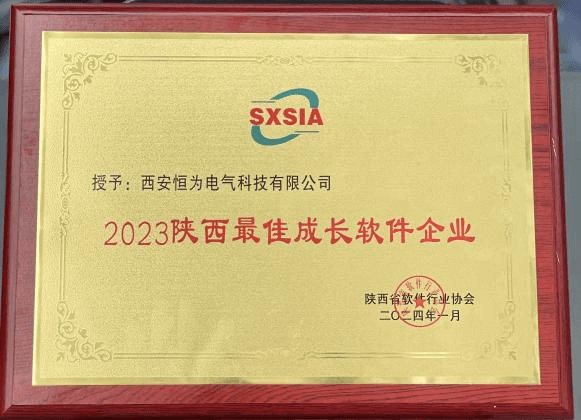 SXSIA
授予：西安恒为电气科技有限公司
2023陕西最佳成长软件企业
陕西省软件行业协会
二〇二四年一月